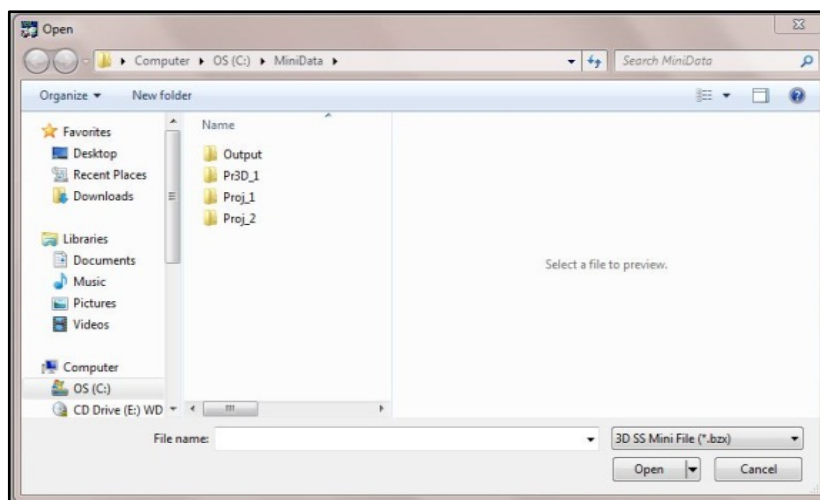 Open
Computer ▸ OS (C:) ▸ MiniData ▸
Search MiniData
Organize New folder
Name
Favorites
Desktop
Recent Places
Downloads
Libraries
Documents
Music
Pictures
Videos
Computer
OS (C:)
CD Drive (E:) WD
Output
Pr3D_1
Proj_1
Proj_2
Select a file to preview.
File name:
3D SS Mini File (*.bzx)
Open Cancel